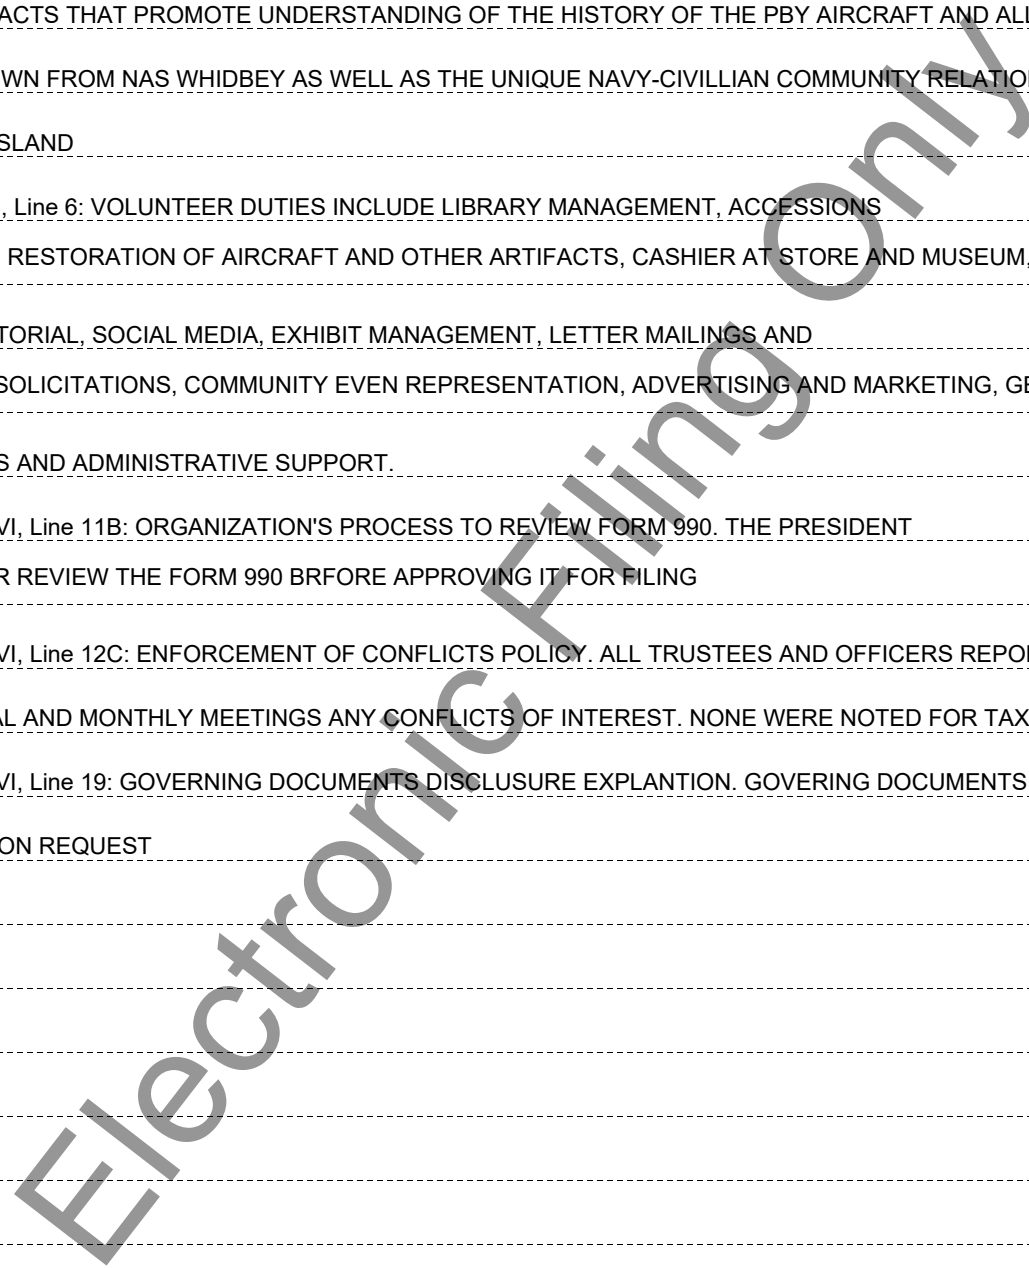 ACTS THAT PROMOTE UNDERSTANDING OF THE HISTORY OF THE PBY AIRCRAFT AND ALL
WN FROM NAS WHIDBEY AS WELL AS THE UNIQUE NAVY-CIVILLIAN COMMUNITY RELATION
SLAND
, Line 6: VOLUNTEER DUTIES INCLUDE LIBRARY MANAGEMENT, ACCESSIONS
RESTORATION OF AIRCRAFT AND OTHER ARTIFACTS, CASHIER AT STORE AND MUSEUM,
TORIAL, SOCIAL MEDIA, EXHIBIT MANAGEMENT, LETTER MAILINGS AND
SOLICITATIONS, COMMUNITY EVEN REPRESENTATION, ADVERTISING AND MARKETING, GE
S AND ADMINISTRATIVE SUPPORT.
VI, Line 11B: ORGANIZATION'S PROCESS TO REVIEW FORM 990. THE PRESIDENT
R REVIEW THE FORM 990 BRFORE APPROVING IT FOR FILING
VI, Line 12C: ENFORCEMENT OF CONFLICTS POLICY. ALL TRUSTEES AND OFFICERS REPO
AL AND MONTHLY MEETINGS ANY CONFLICTS OF INTEREST. NONE WERE NOTED FOR TAX
VI, Line 19: GOVERNING DOCUMENTS DISCLUSURE EXPLANTION. GOVERING DOCUMENTS
ON REQUEST
Electronic Filing Only